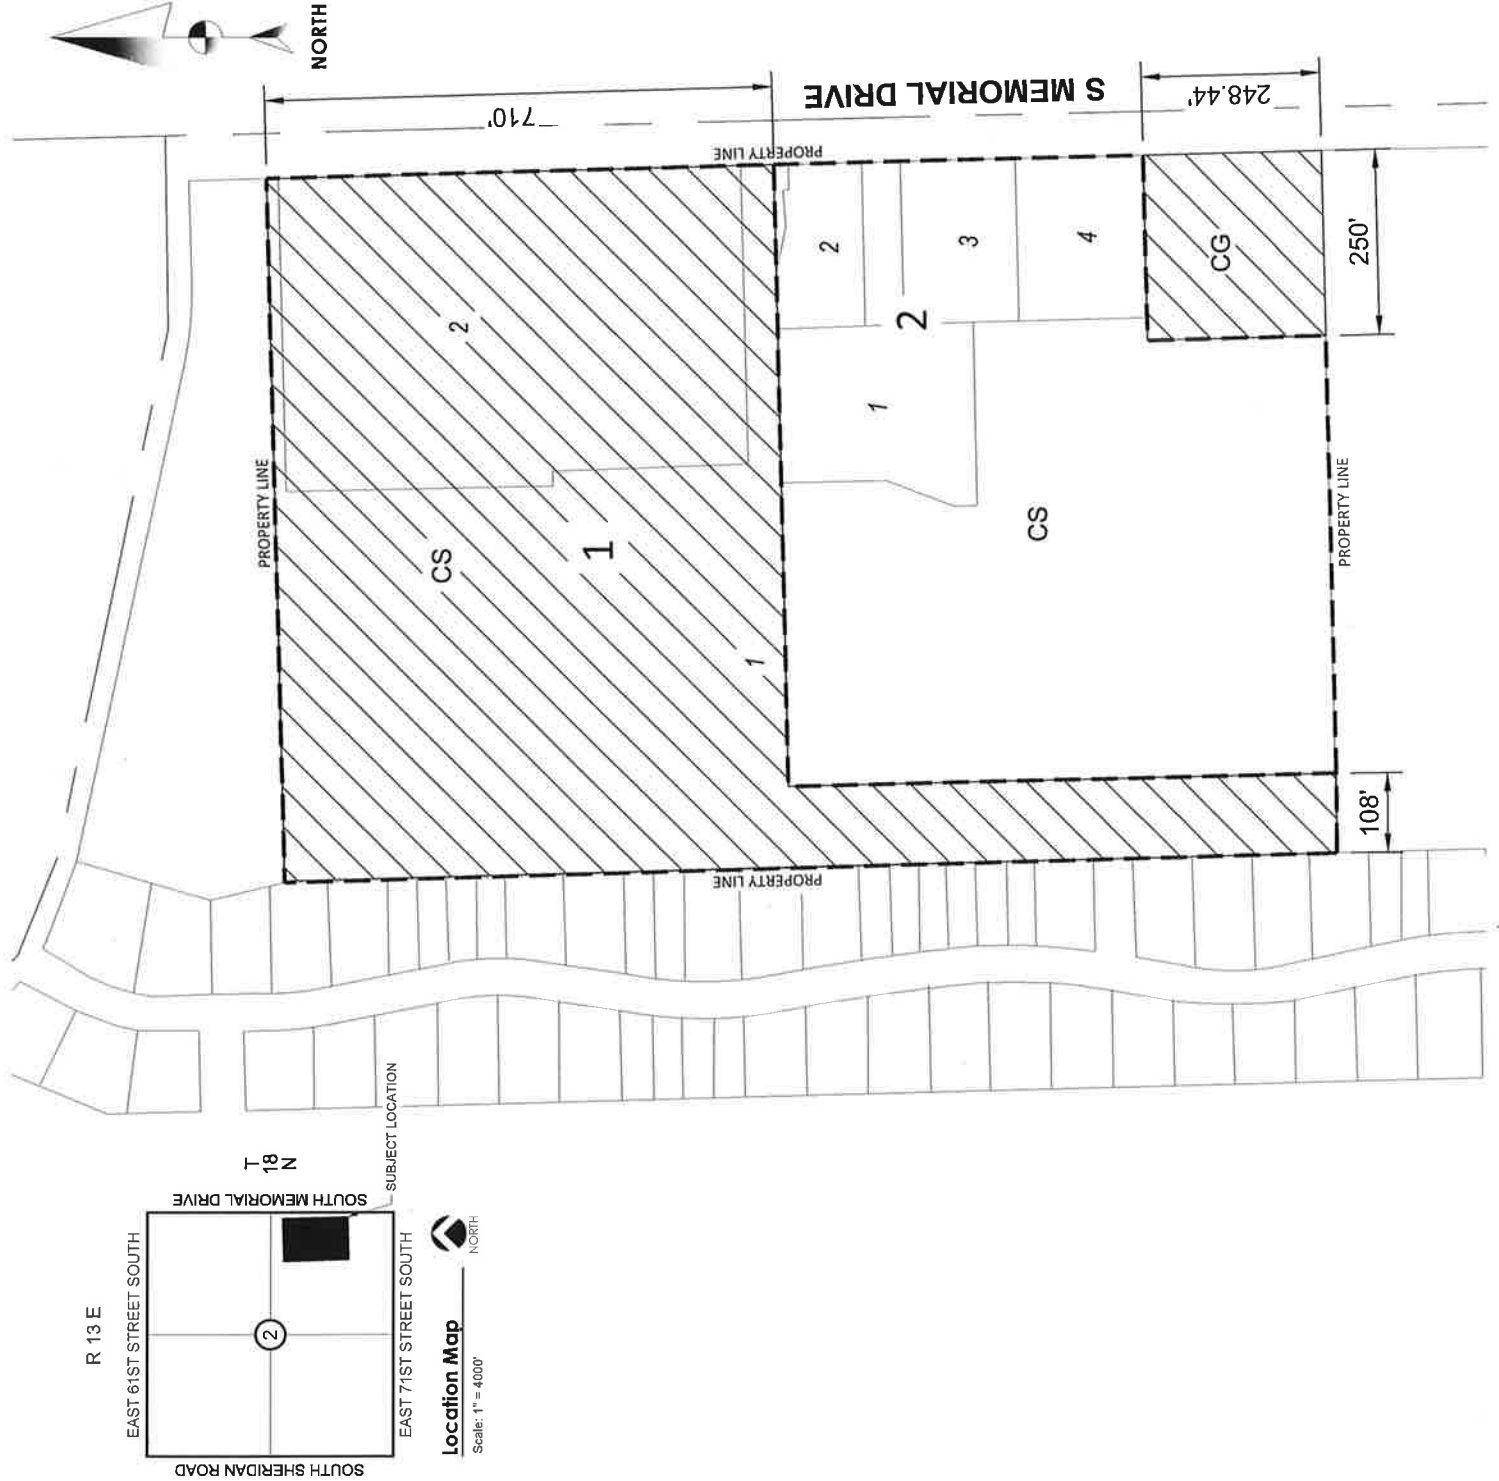 NORTH
710'
S MEMORIAL DRIVE
248.44'
PROPERTY LINE
PROPERTY LINE
2
CS
1
1
2
3
4
2
1
CG
250'
CS
PROPERTY LINE
108'
PROPERTY LINE
R 13 E
EAST 61ST STREET SOUTH
SOUTH SHERIDAN ROAD
2
SOUTH MEMORIAL DRIVE
T
18
N
EAST 71ST STREET SOUTH
SUBJECT LOCATION
Location Map
Scale: 1" = 4000'
NORTH